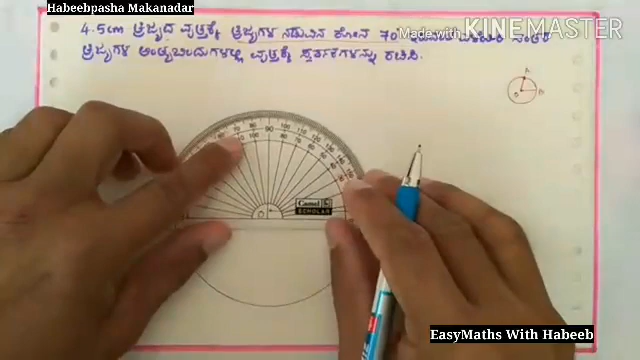 Habeebpasha Makanadar
Made with KINEMASTER
4.5cm ತ್ರಿಜ್ಯದ ವೃತ್ತಕ್ಕೆ ತ್ರಿಜ್ಯಗಳ ನಡುವಿನ ಕೋನ 70
ತ್ರಿಜ್ಯಗಳ ಅಂತ್ಯಬಿಂದುಗಳಲ್ಲಿ ವೃತ್ತಕ್ಕೆ ಸ್ಪರ್ಶಕಗಳನ್ನು ರಚಿಸಿ.
A
O
B
Camel
SCHOLAR
EasyMaths With Habeeb